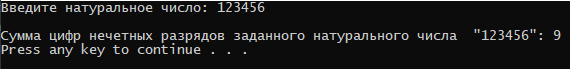 Введите натуральное число: 123456
Сумма цифр нечетных разрядов заданного натурального числа  "123456": 9
Press any key to continue . . .